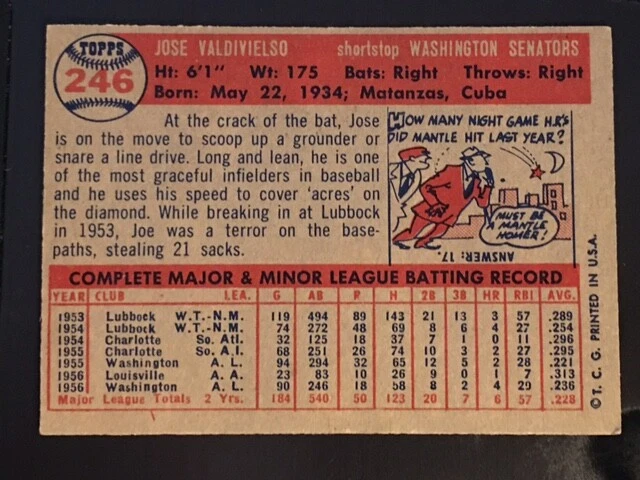 TOPPS
246
JOSE VALDIVIELSO shortstop WASHINGTON SENATORS
Ht: 6'1" Wt: 175 Bats: Right Throws: Right
Born: May 22, 1934; Matanzas, Cuba
At the crack of the bat, Jose
is on the move to scoop up a grounder or
snare a line drive. Long and lean, he is one
of the most graceful infielders in baseball
and he uses his speed to cover 'acres' on
the diamond. While breaking in at Lubbock
in 1953, Joe was a terror on the base-
paths, stealing 21 sacks.
HOW MANY NIGHT GAME H.R.'s
DID MANTLE HIT LAST YEAR?
MUST BE
A MANTLE
HOMER!
ANSWER: 17.
COMPLETE MAJOR & MINOR LEAGUE BATTING RECORD
YEAR CLUB LEA. G AB R H 2B 3B HR RBI AVG.
1953 Lubbock W.T.-N.M. 119 494 89 143 21 13 3 57 .289
1954 Lubbock W.T.-N.M. 74 272 48 69 8 6 4 27 .254
1954 Charlotte So. Atl. 32 125 18 37 7 1 0 11 .296
1955 Charlotte So. A.l. 68 251 26 74 10 3 2 27 .295
1955 Washington A. L. 94 294 32 65 12 5 2 28 .221
1956 Louisville A. A. 23 83 10 26 9 0 1 7 .313
1956 Washington A. L. 90 246 18 58 8 2 4 29 .236
Major League Totals 2 Yrs. 184 540 50 123 20 7 6 57 .228
© T. C. G. PRINTED IN U.S.A.